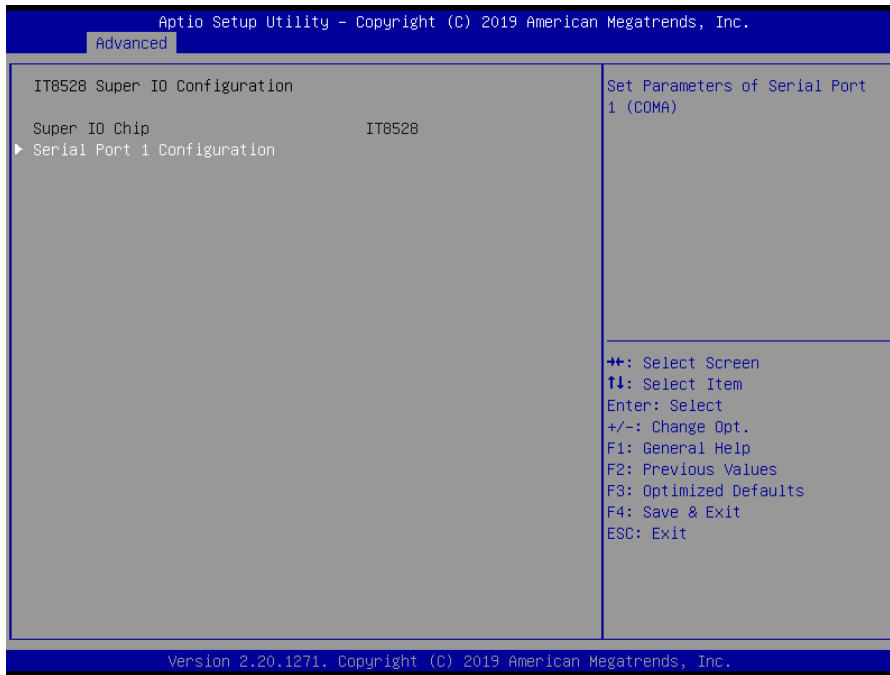 Aptio Setup Utility – Copyright (C) 2019 American Megatrends, Inc.
Advanced
IT8528 Super IO Configuration
Super IO Chip IT8528
▶ Serial Port 1 Configuration
Set Parameters of Serial Port
1 (COMA)
→←: Select Screen
↑↓: Select Item
Enter: Select
+/-: Change Opt.
F1: General Help
F2: Previous Values
F3: Optimized Defaults
F4: Save & Exit
ESC: Exit
Version 2.20.1271. Copyright (C) 2019 American Megatrends, Inc.